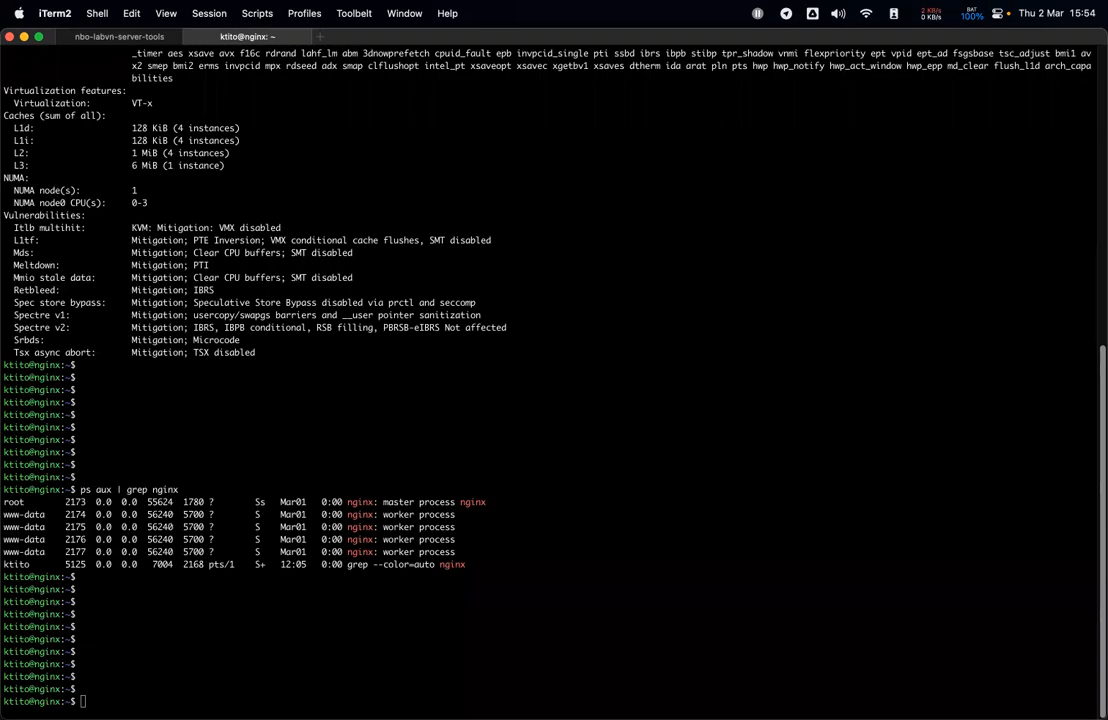 iTerm2 Shell Edit View Session Scripts Profiles Toolbelt Window Help 2 KB/s 0 KB/s BAT 100% Thu 2 Mar 15:54
nbo-labvn-server-tools ktito@nginx: ~
_timer aes xsave avx f16c rdrand lahf_lm abm 3dnowprefetch cpuid_fault epb invpcid_single pti ssbd ibrs ibpb stibp tpr_shadow vnmi flexpriority ept vpid ept_ad fsgsbase tsc_adjust bmi1 av
x2 smep bmi2 erms invpcid mpx rdseed adx smap clflushopt intel_pt xsaveopt xsavec xgetbv1 xsaves dtherm ida arat pln pts hwp hwp_notify hwp_act_window hwp_epp md_clear flush_l1d arch_capa
bilities
Virtualization features:
Virtualization: VT-x
Caches (sum of all):
L1d: 128 KiB (4 instances)
L1i: 128 KiB (4 instances)
L2: 1 MiB (4 instances)
L3: 6 MiB (1 instance)
NUMA:
NUMA node(s): 1
NUMA node0 CPU(s): 0-3
Vulnerabilities:
Itlb multihit: KVM: Mitigation: VMX disabled
L1tf: Mitigation; PTE Inversion; VMX conditional cache flushes, SMT disabled
Mds: Mitigation; Clear CPU buffers; SMT disabled
Meltdown: Mitigation; PTI
Mmio stale data: Mitigation; Clear CPU buffers; SMT disabled
Retbleed: Mitigation; IBRS
Spec store bypass: Mitigation; Speculative Store Bypass disabled via prctl and seccomp
Spectre v1: Mitigation; usercopy/swapgs barriers and __user pointer sanitization
Spectre v2: Mitigation; IBRS, IBPB conditional, RSB filling, PBRSB-eIBRS Not affected
Srbds: Mitigation; Microcode
Tsx async abort: Mitigation; TSX disabled
ktito@nginx:~$
ktito@nginx:~$
ktito@nginx:~$
ktito@nginx:~$
ktito@nginx:~$
ktito@nginx:~$
ktito@nginx:~$
ktito@nginx:~$
ktito@nginx:~$
ktito@nginx:~$
ktito@nginx:~$ ps aux | grep nginx
root 2173 0.0 0.0 55624 1780 ? Ss Mar01 0:00 nginx: master process nginx
www-data 2174 0.0 0.0 56240 5700 ? S Mar01 0:00 nginx: worker process
www-data 2175 0.0 0.0 56240 5700 ? S Mar01 0:00 nginx: worker process
www-data 2176 0.0 0.0 56240 5700 ? S Mar01 0:00 nginx: worker process
www-data 2177 0.0 0.0 56240 5700 ? S Mar01 0:00 nginx: worker process
ktito 5125 0.0 0.0 7004 2168 pts/1 S+ 12:05 0:00 grep --color=auto nginx
ktito@nginx:~$
ktito@nginx:~$
ktito@nginx:~$
ktito@nginx:~$
ktito@nginx:~$
ktito@nginx:~$
ktito@nginx:~$
ktito@nginx:~$
ktito@nginx:~$
ktito@nginx:~$
ktito@nginx:~$